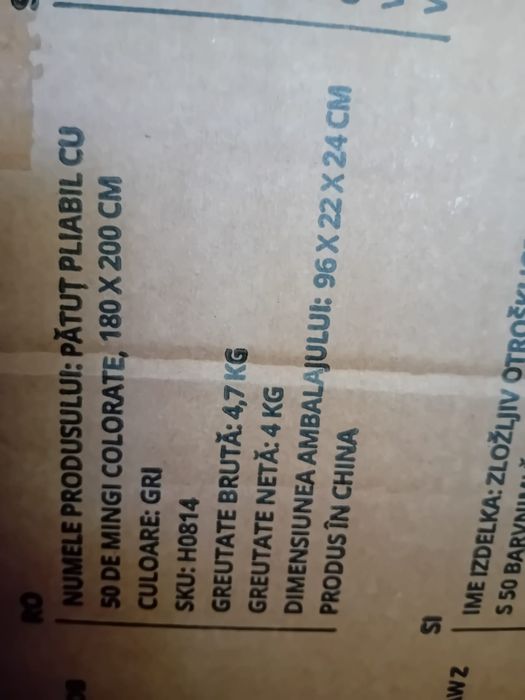 RO
NUMELE PRODUSULUI: PĂTUȚ PLIABIL CU
50 DE MINGI COLORATE, 180 X 200 CM
CULOARE: GRI
SKU: H0814
GREUTATE BRUTĂ: 4,7 KG
GREUTATE NETĂ: 4 KG
DIMENSIUNEA AMBALAJULUI: 96 X 22 X 24 CM
PRODUS ÎN CHINA
SI
IME IZDELKA: ZLOŽLJIV
S 50